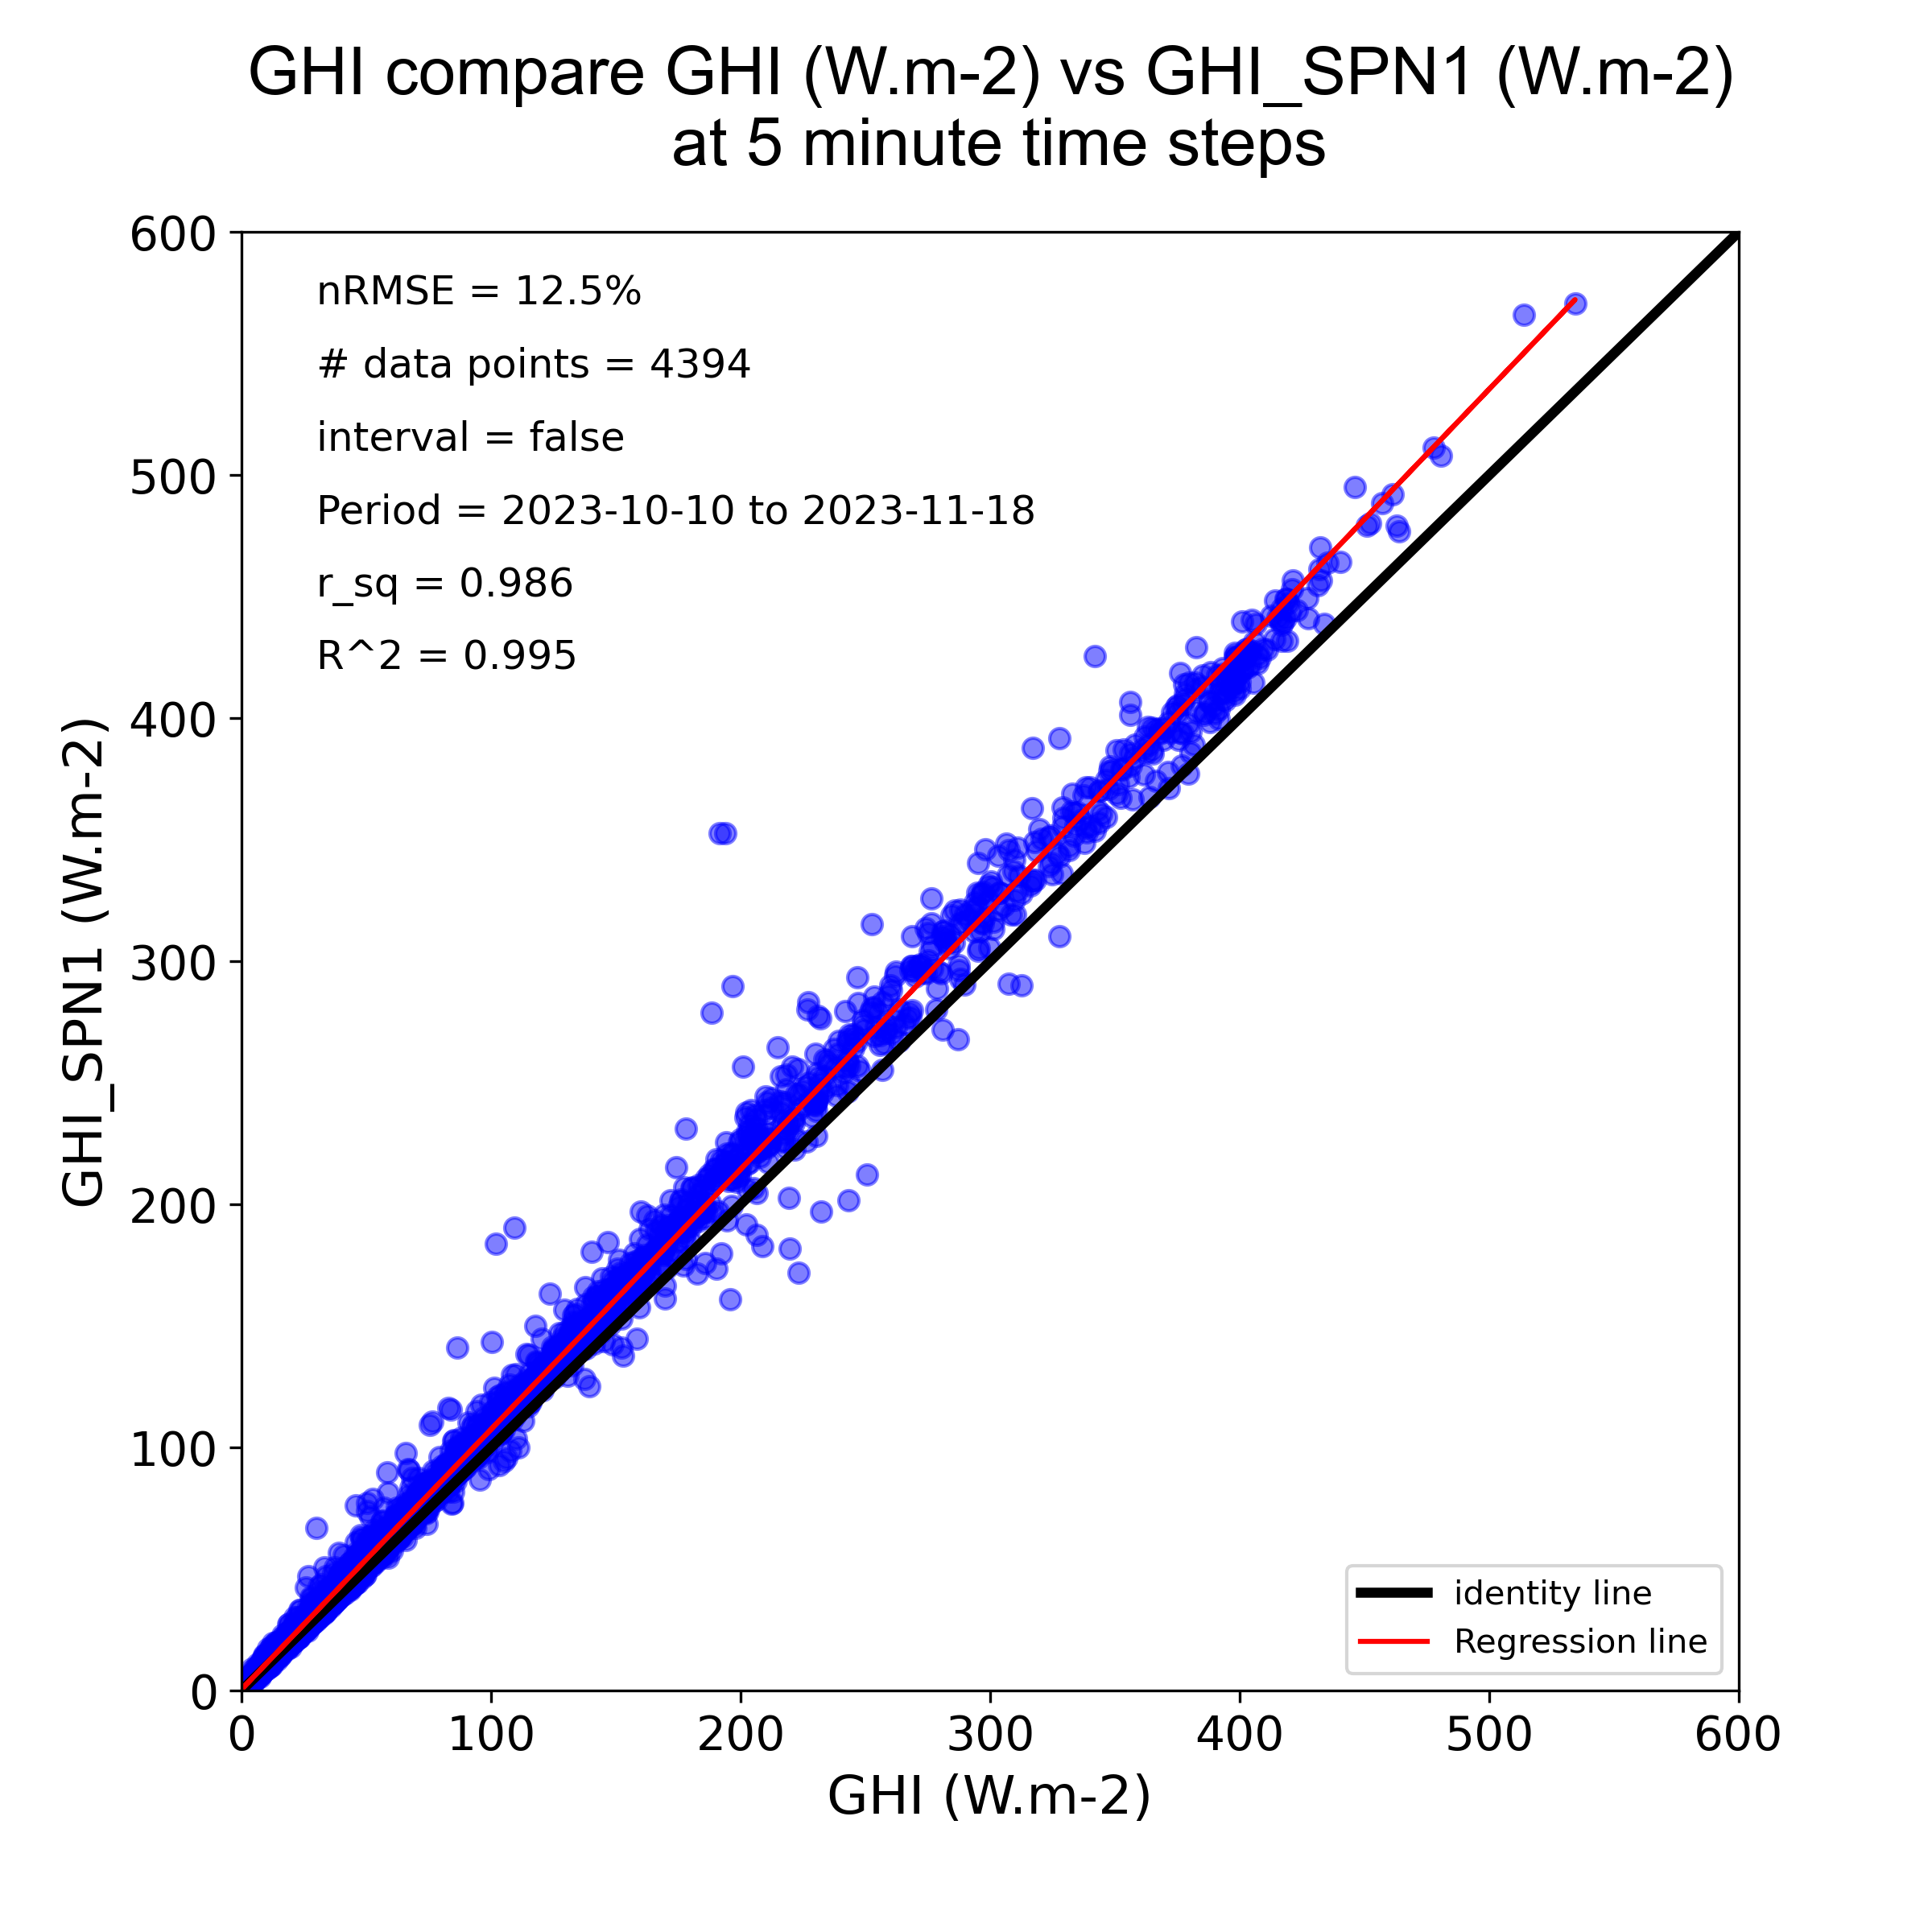 GHI compare GHI (W.m-2) vs GHI_SPN1 (W.m-2)
at 5 minute time steps
600
500
400
300
200
100
0
GHI_SPN1 (W.m-2)
nRMSE = 12.5%
# data points = 4394
interval = false
Period = 2023-10-10 to 2023-11-18
r_sq = 0.986
R^2 = 0.995
identity line
Regression line
0 100 200 300 400 500 600
GHI (W.m-2)